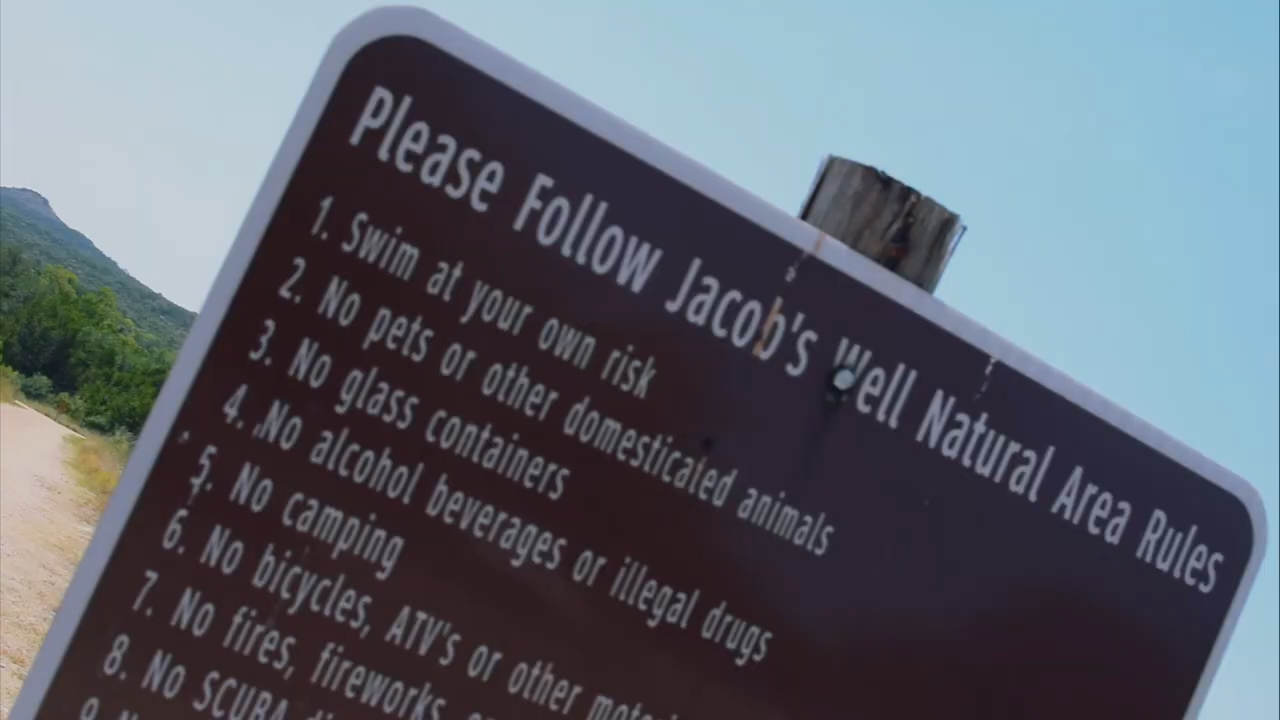 Please Follow Jacob's Well Natural Area Rules
1. Swim at your own risk
2. No pets or other domesticated animals
3. No glass containers
4. No alcohol beverages or illegal drugs
5. No camping
6. No bicycles, ATV's or other
7. No fires, fireworks,
8. No SCUBA
9.